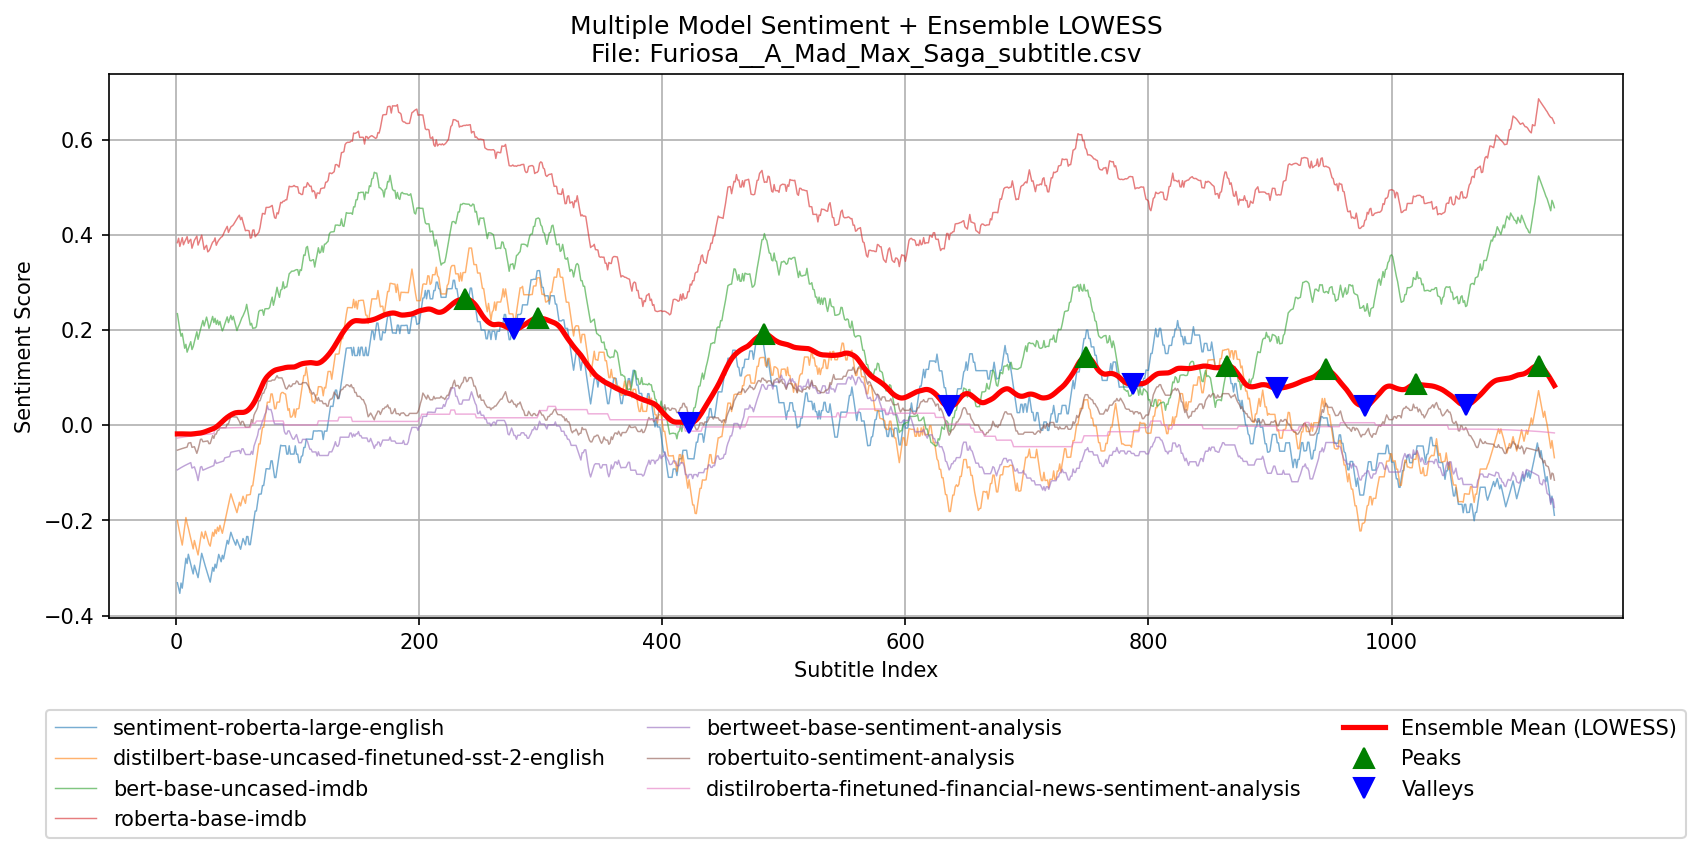 Multiple Model Sentiment + Ensemble LOWESS
File: Furiosa__A_Mad_Max_Saga_subtitle.csv
Sentiment Score
0.6
0.4
0.2
0.0
−0.2
−0.4
0 200 400 600 800 1000
Subtitle Index
sentiment-roberta-large-english
distilbert-base-uncased-finetuned-sst-2-english
bert-base-uncased-imdb
roberta-base-imdb
bertweet-base-sentiment-analysis
robertuito-sentiment-analysis
distilroberta-finetuned-financial-news-sentiment-analysis
Ensemble Mean (LOWESS)
Peaks
Valleys